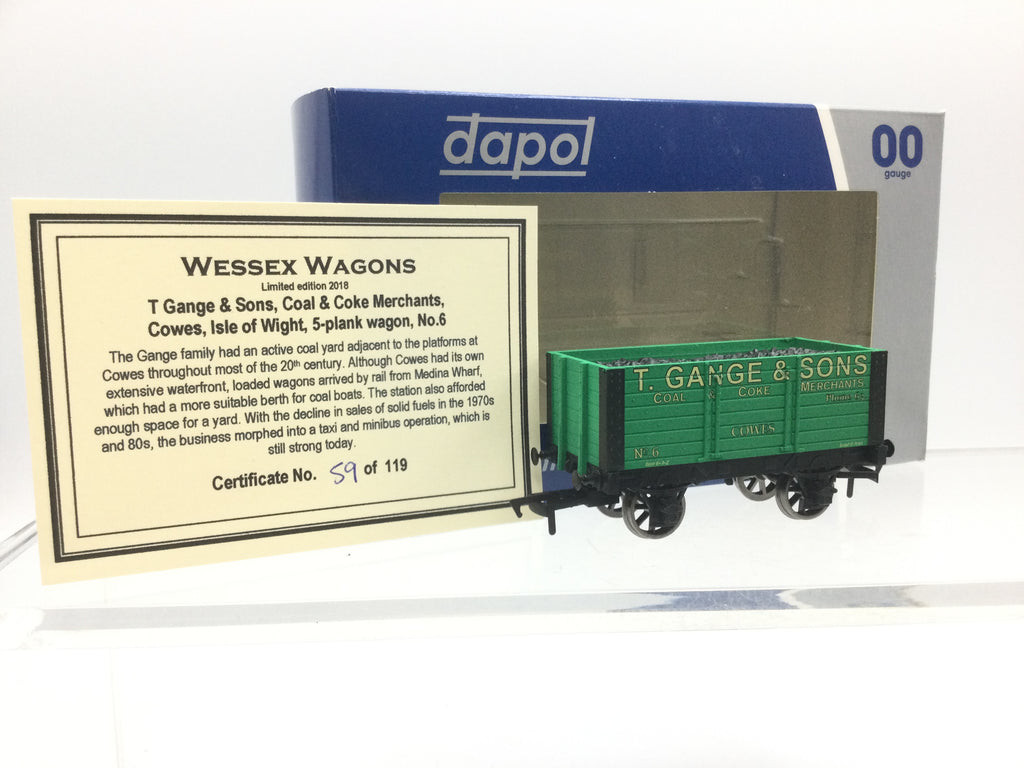 dapol
00
gauge
WESSEX WAGONS
Limited edition 2018
T Gange & Sons, Coal & Coke Merchants,
Cowes, Isle of Wight, 5-plank wagon, No.6
The Gange family had an active coal yard adjacent to the platforms at
Cowes throughout most of the 20th century. Although Cowes had its own
extensive waterfront, loaded wagons arrived by rail from Medina Wharf,
which had a more suitable berth for coal boats. The station also afforded
enough space for a yard. With the decline in sales of solid fuels in the 1970s
and 80s, the business morphed into a taxi and minibus operation, which is
still strong today.
Certificate No. 59 of 119
T. GANGE & SONS
COAL & COKE MERCHANTS
Phone
COWES
No 6